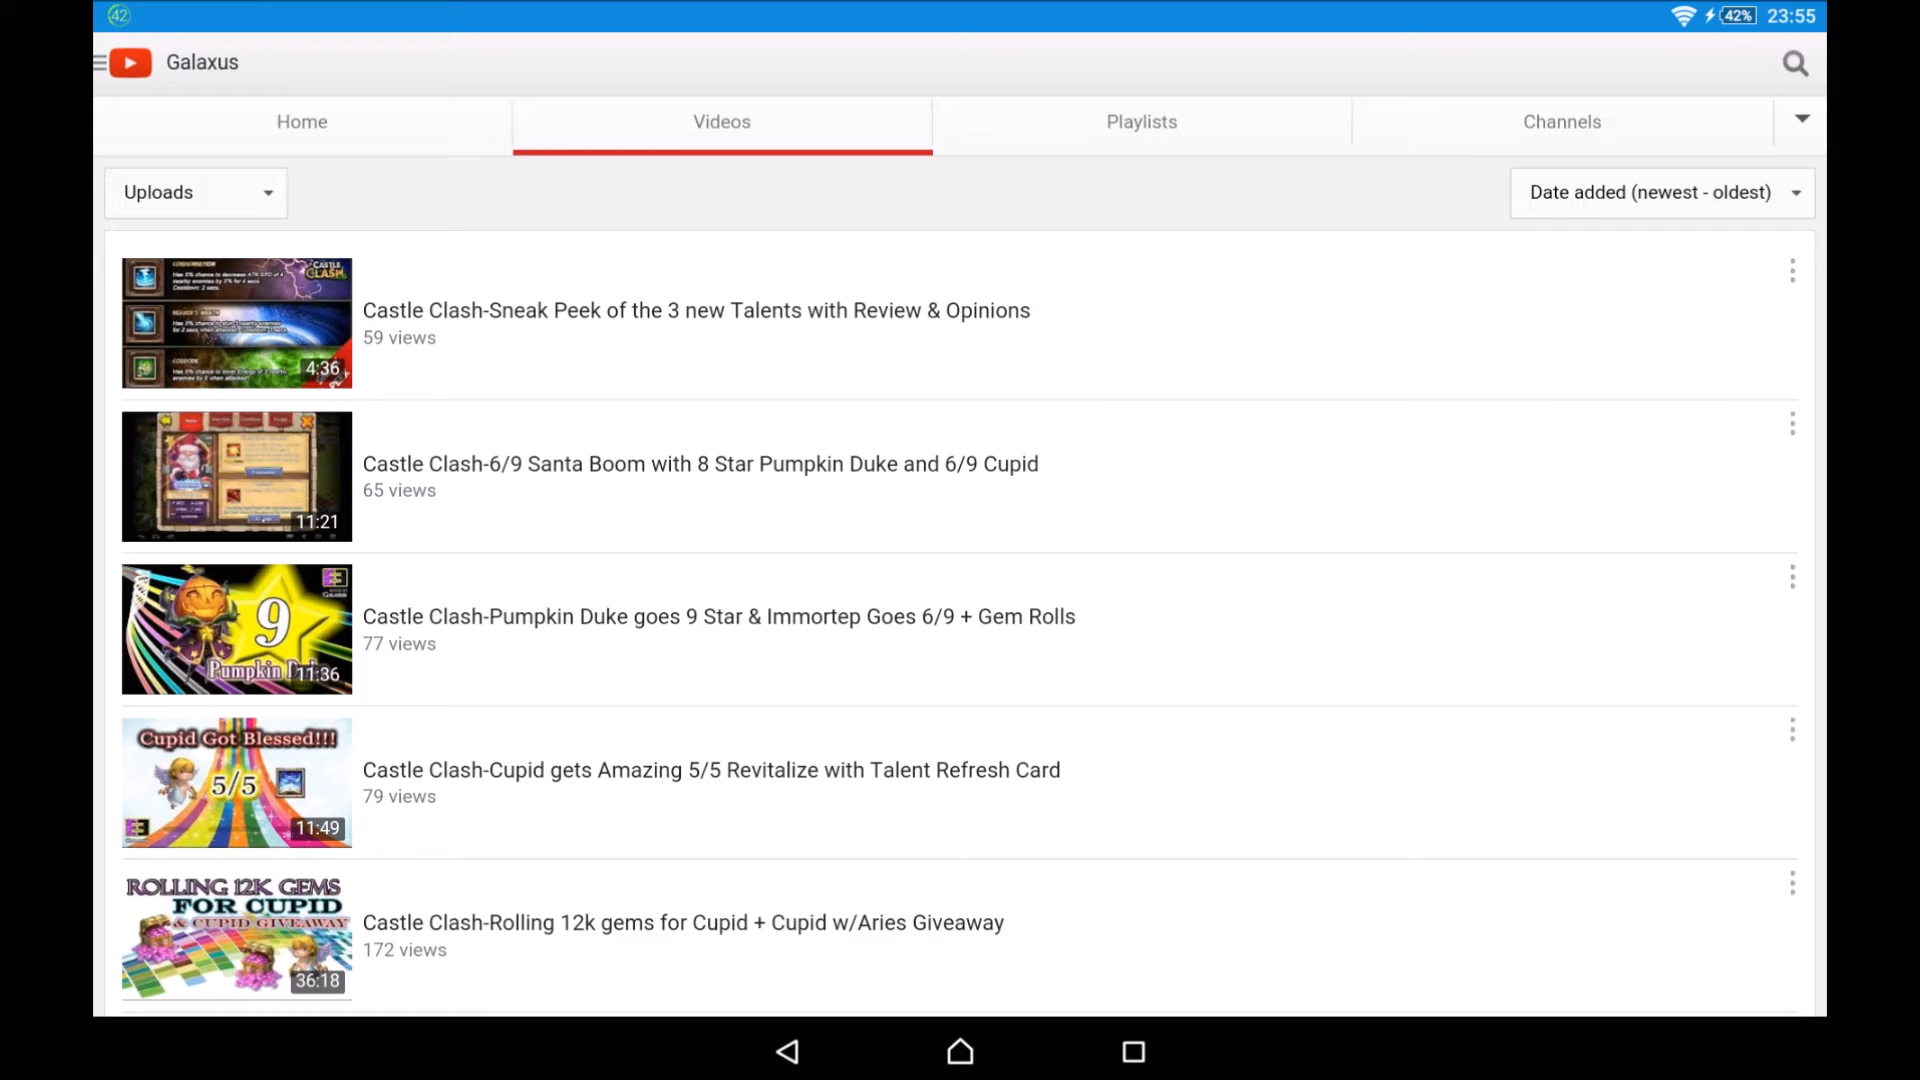 42
42% 23:55
Galaxus
Home
Videos
Playlists
Channels
Uploads
Date added (newest - oldest)
CASTLE
CLASH
4:36
Castle Clash-Sneak Peek of the 3 new Talents with Review & Opinions
59 views
11:21
Castle Clash-6/9 Santa Boom with 8 Star Pumpkin Duke and 6/9 Cupid
65 views
9
Pumpkin
11:36
Castle Clash-Pumpkin Duke goes 9 Star & Immortep Goes 6/9 + Gem Rolls
77 views
Cupid Got Blessed!!!
5/5
11:49
Castle Clash-Cupid gets Amazing 5/5 Revitalize with Talent Refresh Card
79 views
ROLLING 12K GEMS
FOR CUPID
& CUPID GIVEAWAY
36:18
Castle Clash-Rolling 12k gems for Cupid + Cupid w/Aries Giveaway
172 views